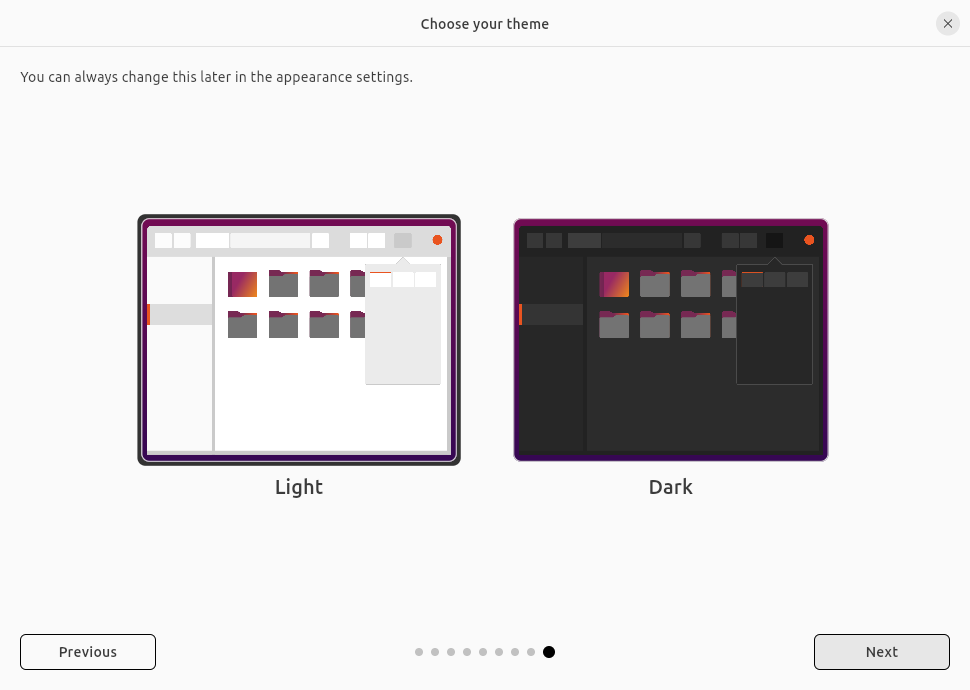 Choose your theme
You can always change this later in the appearance settings.
Light
Dark
Previous
Next